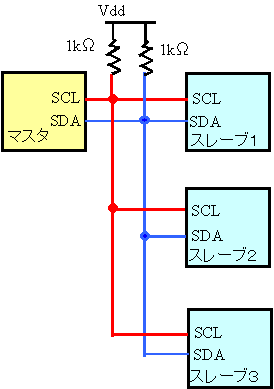 Vdd
1kΩ 1kΩ
SCL SCL
SDA SDA
マスタ スレーブ1
SCL
SDA
スレーブ2
SCL
SDA
スレーブ3